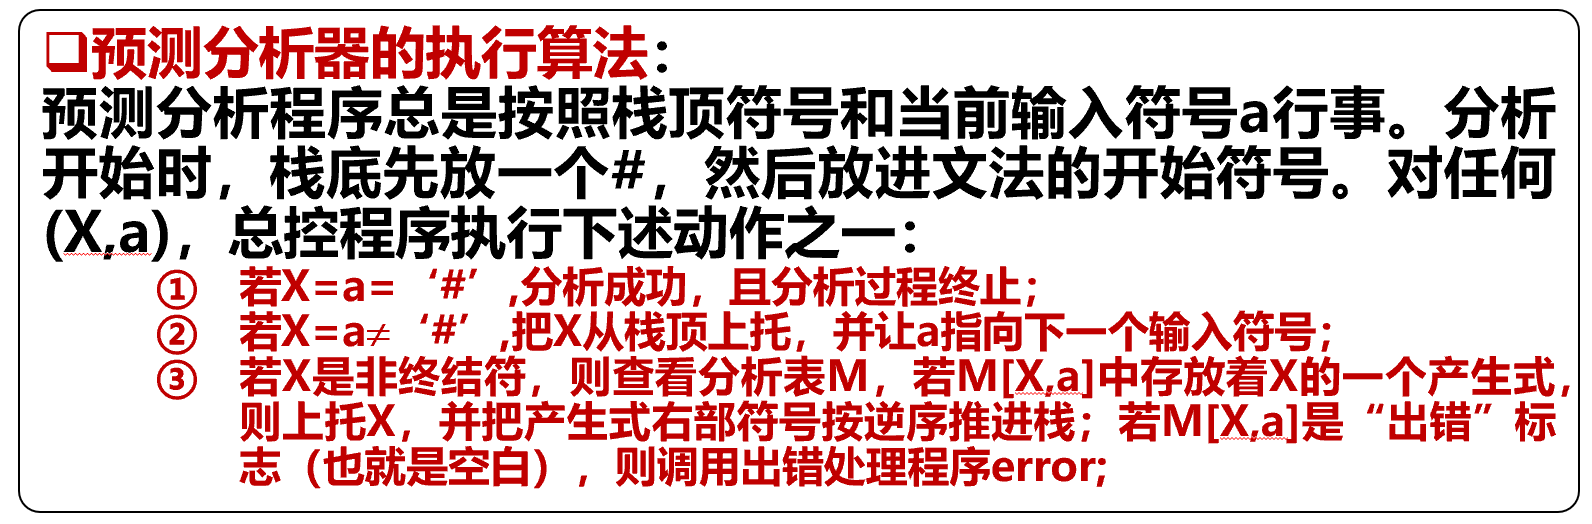 ❑预测分析器的执行算法：
预测分析程序总是按照栈顶符号和当前输入符号a行事。分析
开始时，栈底先放一个#，然后放进文法的开始符号。对任何
(X,a)，总控程序执行下述动作之一：
① 若X=a=‘#’,分析成功，且分析过程终止；
② 若X=a≠‘#’,把X从栈顶上托，并让a指向下一个输入符号；
③ 若X是非终结符，则查看分析表M，若M[X,a]中存放着X的一个产生式，
则上托X，并把产生式右部符号按逆序推进栈；若M[X,a]是“出错”标
志（也就是空白），则调用出错处理程序error;